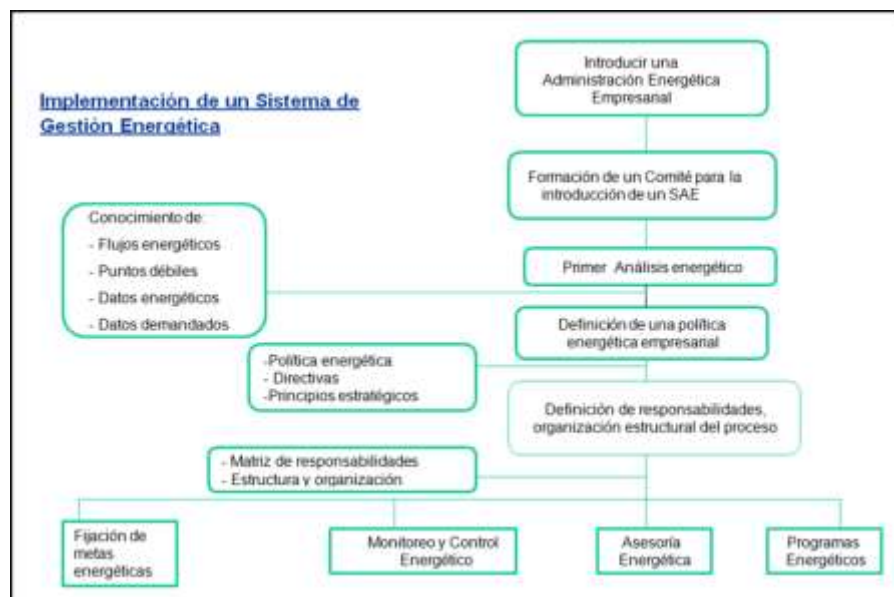 Implementación de un Sistema de
Gestión Energética
Introducir una
Administración Energética
Empresarial
Formación de un Comité para la
introducción de un SAE
Conocimiento de:
- Flujos energéticos
- Puntos débiles
- Datos energéticos
- Datos demandados
Primer Análisis energético
Definición de una política
energética empresarial
-Política energética
- Directivas
-Principios estratégicos
Definición de responsabilidades,
organización estructural del proceso
- Matriz de responsabilidades
- Estructura y organización
Fijación de
metas
energéticas
Monitoreo y Control
Energético
Asesoría
Energética
Programas
Energéticos